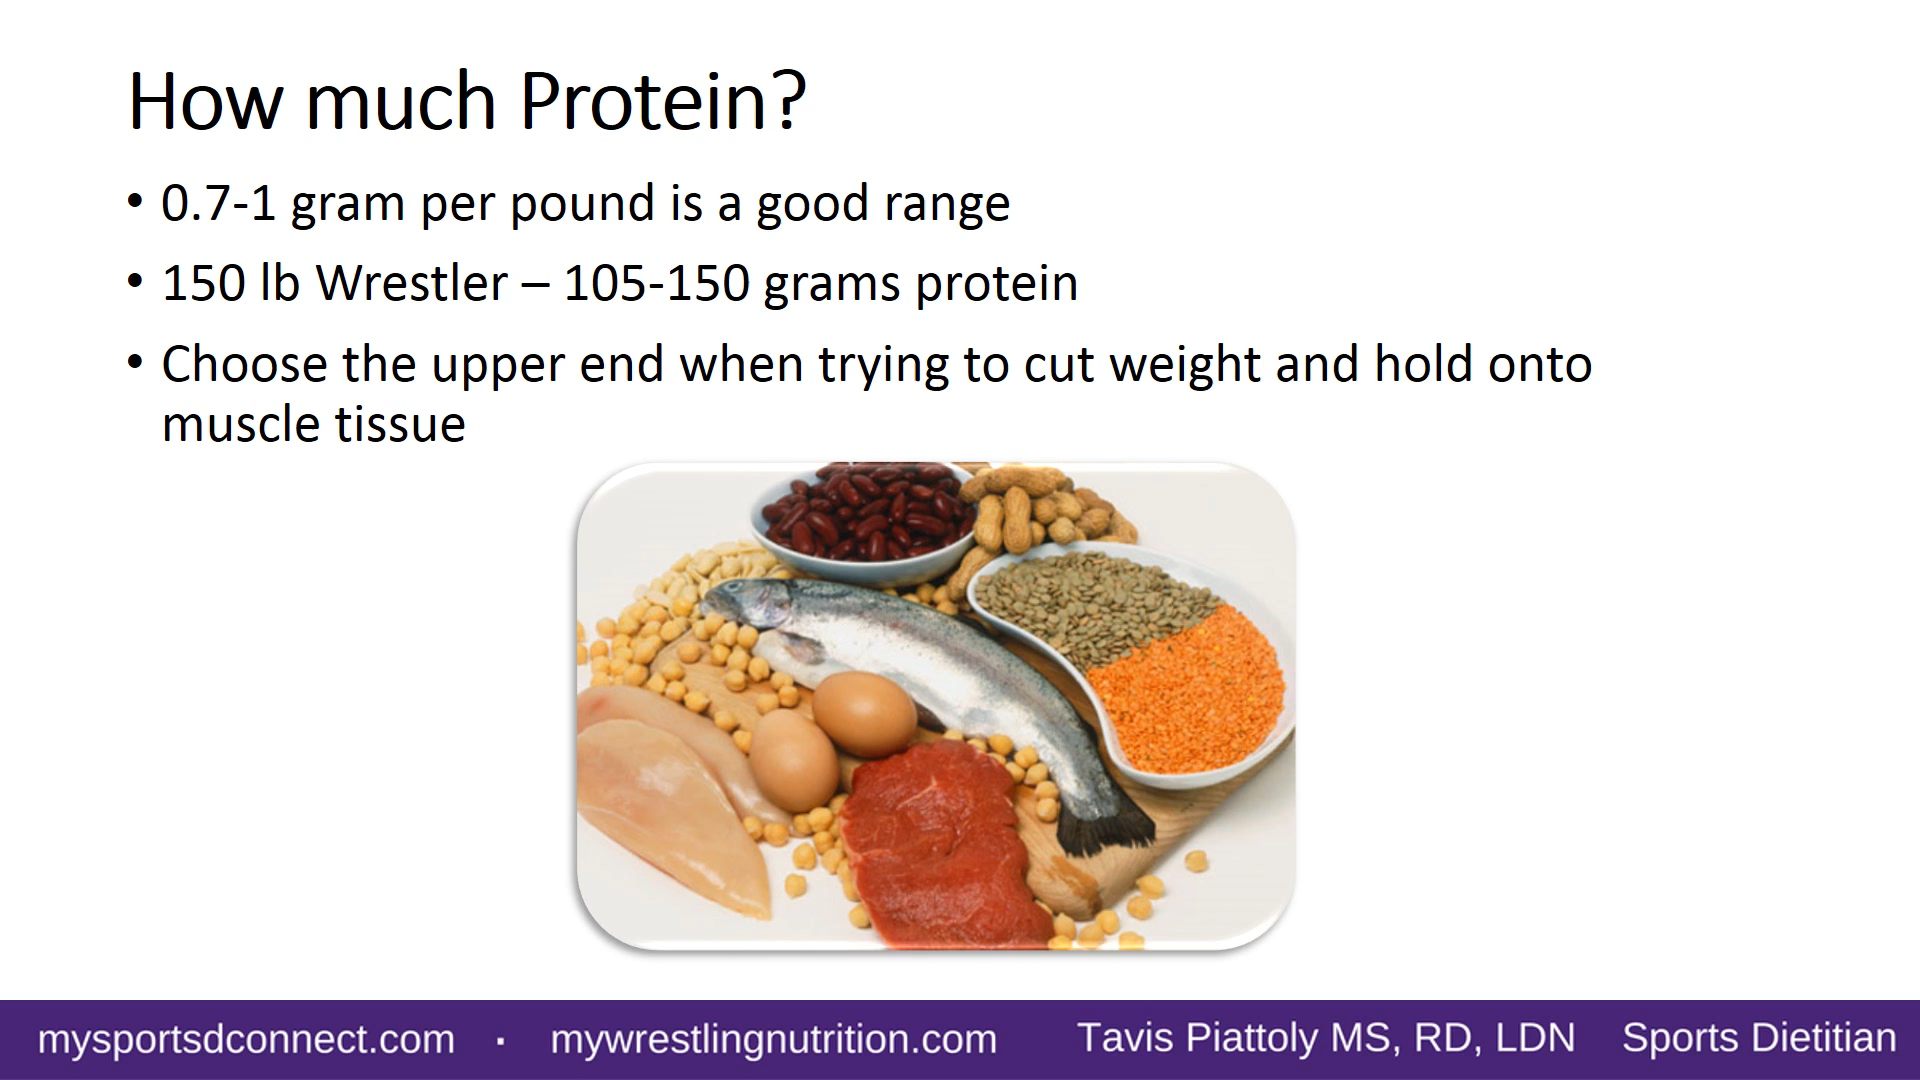 How much Protein?
• 0.7-1 gram per pound is a good range
• 150 lb Wrestler – 105-150 grams protein
• Choose the upper end when trying to cut weight and hold onto
muscle tissue
mysportsdconnect.com · mywrestlingnutrition.com Tavis Piattoly MS, RD, LDN Sports Dietitian